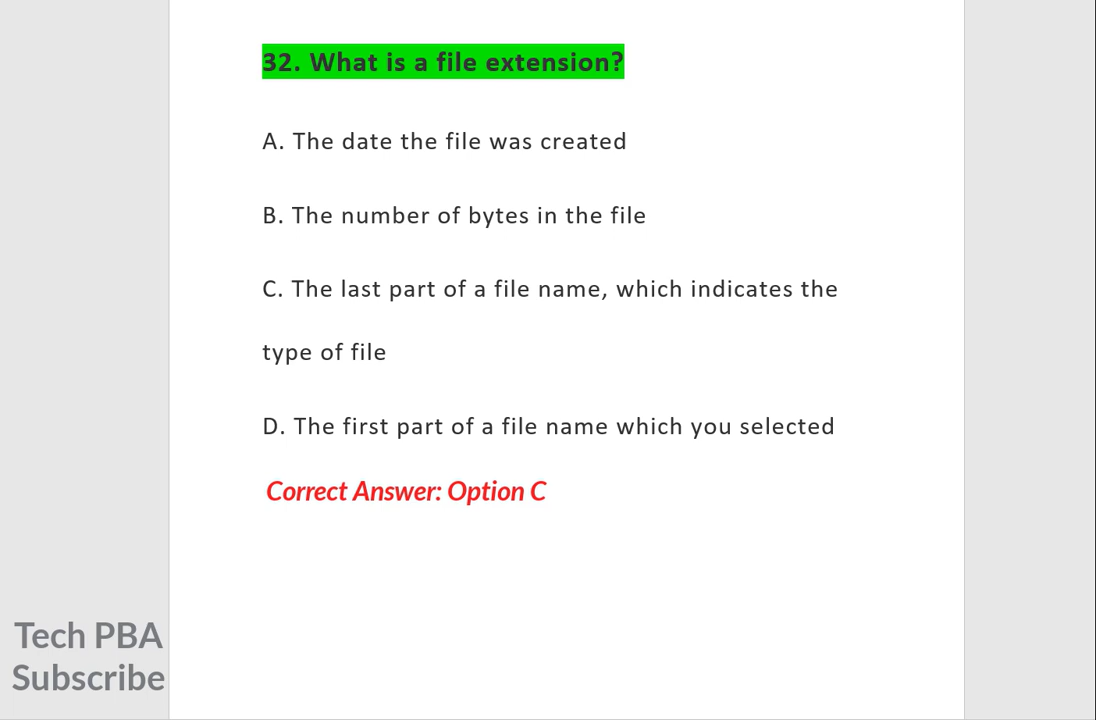 32. What is a file extension?
A. The date the file was created
B. The number of bytes in the file
C. The last part of a file name, which indicates the
type of file
D. The first part of a file name which you selected
Correct Answer: Option C
Tech PBA
Subscribe